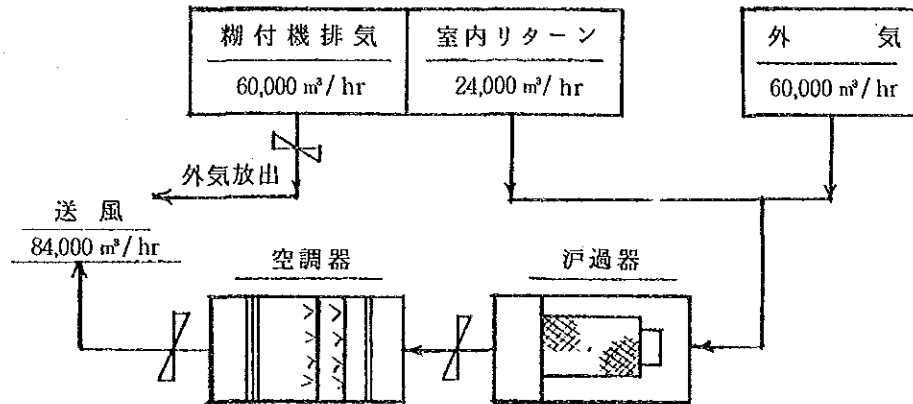 糊付機排気
60,000 m³/hr
室内リターン
24,000 m³/hr
外気
60,000 m³/hr
外気放出
送風
84,000 m³/hr
空調器
沪過器